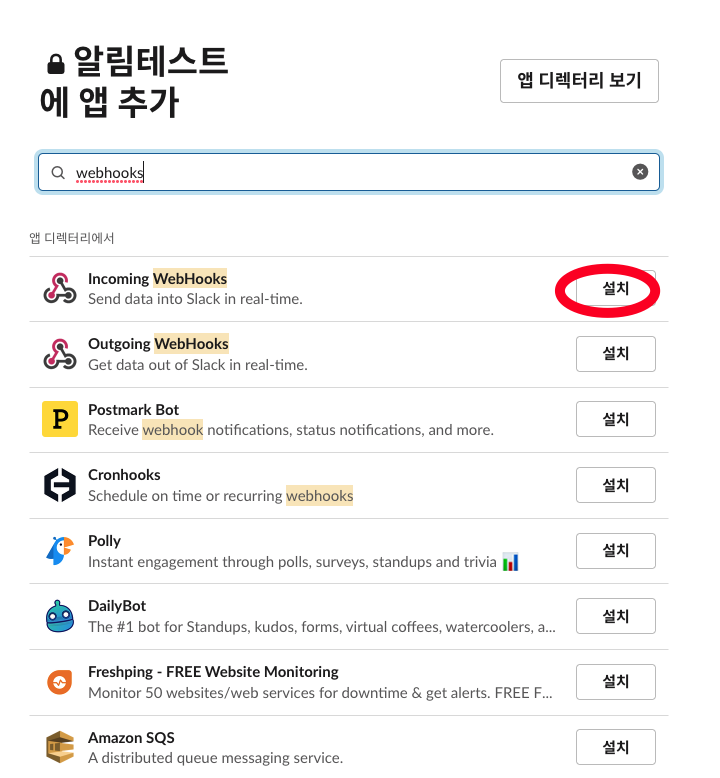 알림테스트
에 앱 추가
앱 디렉터리 보기
webhooks
앱 디렉터리에서
Incoming WebHooks
Send data into Slack in real-time.
설치
Outgoing WebHooks
Get data out of Slack in real-time.
설치
Postmark Bot
Receive webhook notifications, status notifications, and more.
설치
Cronhooks
Schedule on time or recurring webhooks
설치
Polly
Instant engagement through polls, surveys, standups and trivia 📊
설치
DailyBot
The #1 bot for Standups, kudos, forms, virtual coffees, watercoolers, a...
설치
Freshping - FREE Website Monitoring
Monitor 50 websites/web services for downtime & get alerts. FREE F...
설치
Amazon SQS
A distributed queue messaging service.
설치